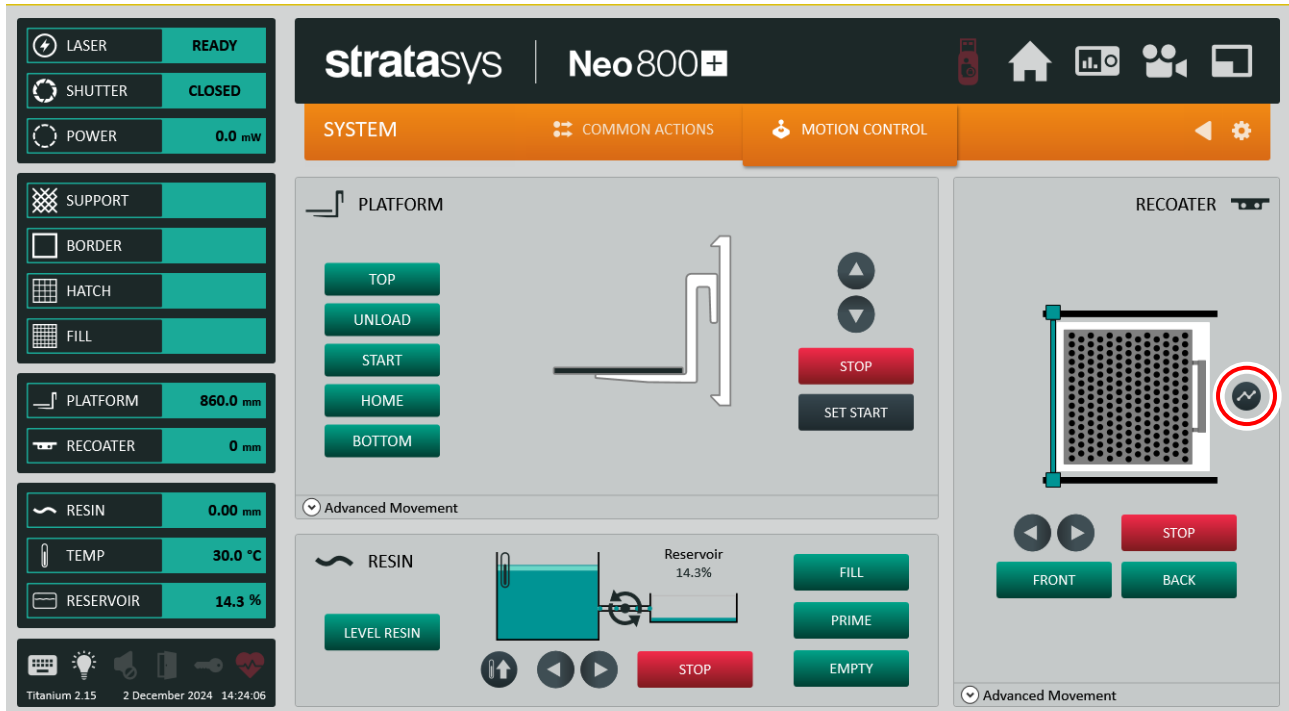 LASER READY
SHUTTER CLOSED
POWER 0.0 mW
SUPPORT
BORDER
HATCH
FILL
PLATFORM 860.0 mm
RECOATER 0 mm
RESIN 0.00 mm
TEMP 30.0 °C
RESERVOIR 14.3 %
Titanium 2.15 2 December 2024 14:24:06
stratasys Neo800+
SYSTEM COMMON ACTIONS MOTION CONTROL
PLATFORM
TOP
UNLOAD
START
HOME
BOTTOM
STOP
SET START
Advanced Movement
RESIN
LEVEL RESIN
Reservoir
14.3%
STOP
FILL
PRIME
EMPTY
RECOATER
STOP
FRONT BACK
Advanced Movement